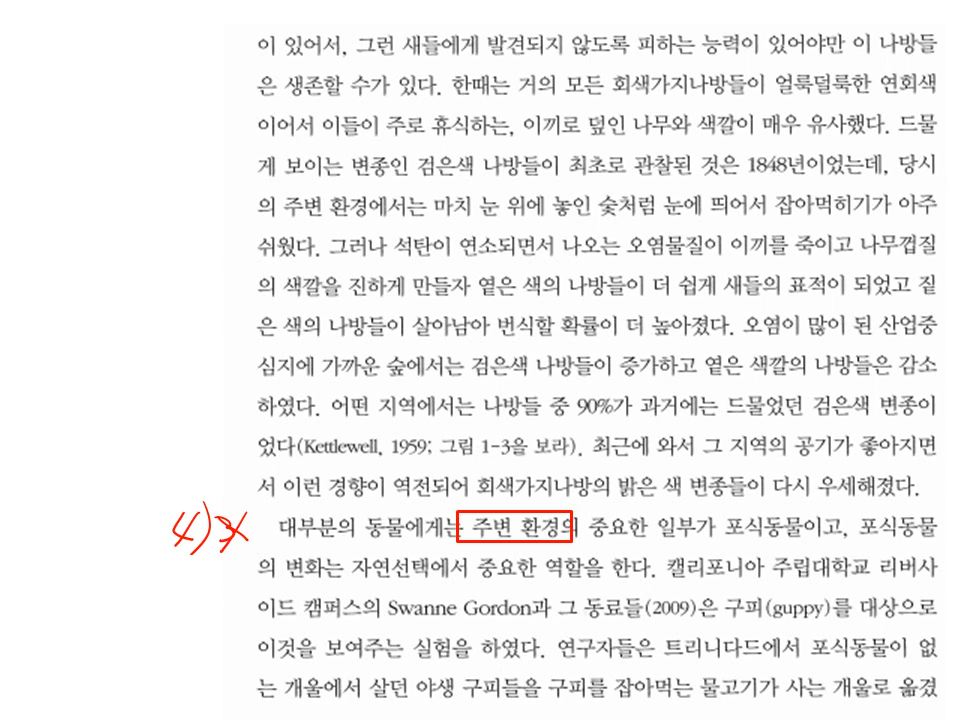 이 있어서, 그런 새들에게 발견되지 않도록 피하는 능력이 있어야만 이 나방들
은 생존할 수가 있다. 한때는 거의 모든 회색가지나방들이 얼룩덜룩한 연회색
이어서 이들이 주로 휴식하는, 이끼로 덮인 나무와 색깔이 매우 유사했다. 드물
게 보이는 변종인 검은색 나방들이 최초로 관찰된 것은 1848년이었는데, 당시
의 주변 환경에서는 마치 눈 위에 놓인 숯처럼 눈에 띄어서 잡아먹히기가 아주
쉬웠다. 그러나 석탄이 연소되면서 나오는 오염물질이 이끼를 죽이고 나무껍질
의 색깔을 진하게 만들자 옅은 색의 나방들이 더 쉽게 새들의 표적이 되었고 짙
은 색의 나방들이 살아남아 번식할 확률이 더 높아졌다. 오염이 많이 된 산업중
심지에 가까운 숲에서는 검은색 나방들이 증가하고 옅은 색깔의 나방들은 감소
하였다. 어떤 지역에서는 나방들 중 90%가 과거에는 드물었던 검은색 변종이
었다(Kettlewell, 1959; 그림 1-3을 보라). 최근에 와서 그 지역의 공기가 좋아지면
서 이런 경향이 역전되어 회색가지나방의 밝은 색 변종들이 다시 우세해졌다.
4) 대부분의 동물에게는 주변 환경의 중요한 일부가 포식동물이고, 포식동물
의 변화는 자연선택에서 중요한 역할을 한다. 캘리포니아 주립대학교 리버사
이드 캠퍼스의 Swanne Gordon과 그 동료들(2009)은 구피(guppy)를 대상으로
이것을 보여주는 실험을 하였다. 연구자들은 트리니다드에서 포식동물이 없
는 개울에서 살던 야생 구피들을 구피를 잡아먹는 물고기가 사는 개울로 옮겼